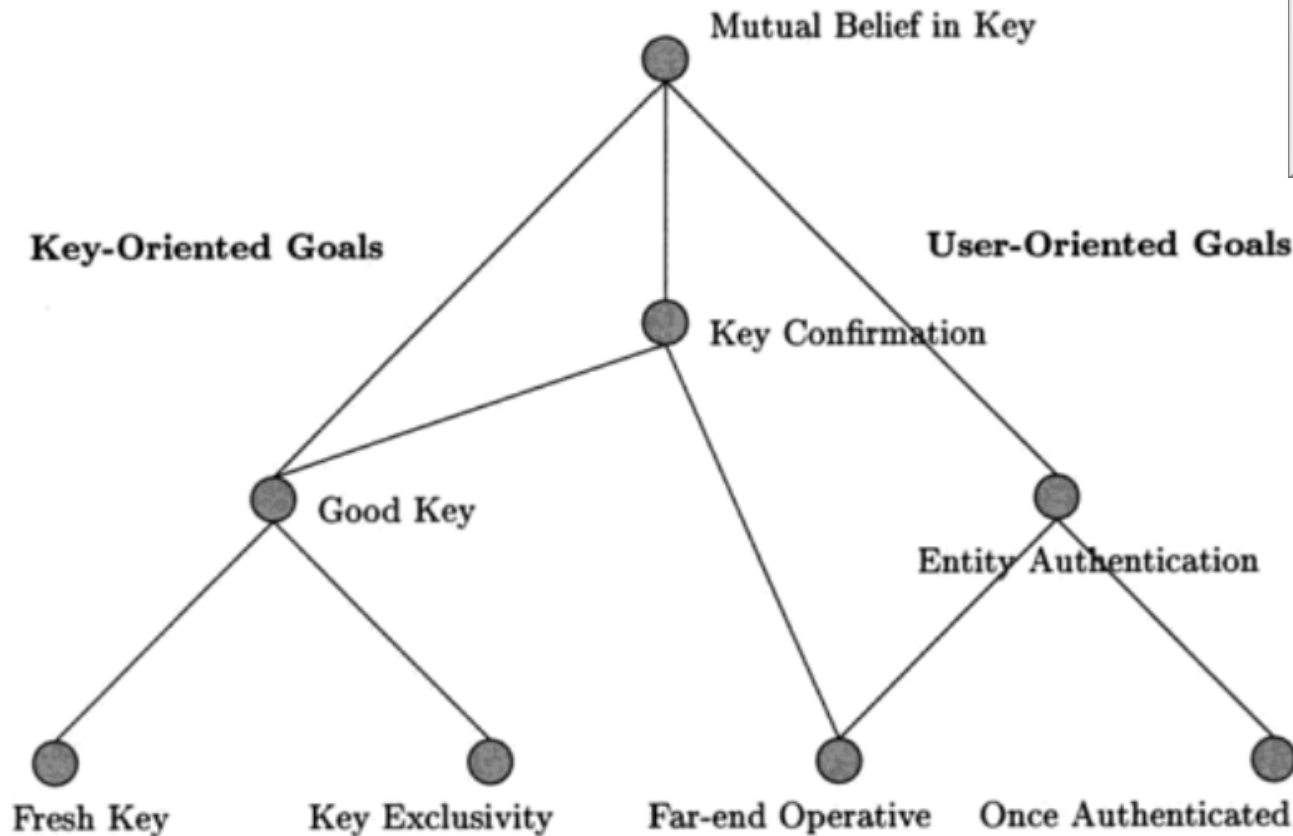 Mutual Belief in Key
Key-Oriented Goals
User-Oriented Goals
Key Confirmation
Good Key
Entity Authentication
Fresh Key
Key Exclusivity
Far-end Operative
Once Authenticated